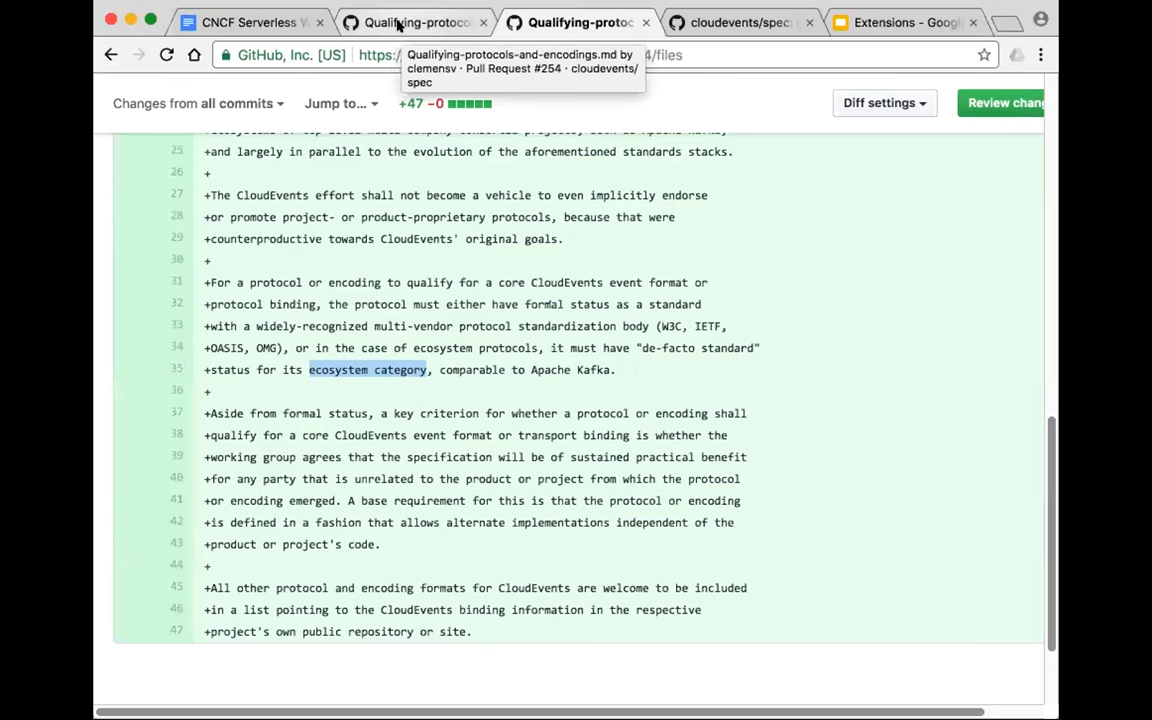 CNCF Serverless W
Qualifying-protoco
Qualifying-proto
cloudevents/spec:
Extensions - Googl
GitHub, Inc. [US]
https:/
4/files
Qualifying-protocols-and-encodings.md by
clemensv · Pull Request #254 · cloudevents/
spec
Changes from all commits
Jump to...
+47 −0
Diff settings
Review chang
25 +and largely in parallel to the evolution of the aforementioned standards stacks.
26 +
27 +The CloudEvents effort shall not become a vehicle to even implicitly endorse
28 +or promote project- or product-proprietary protocols, because that were
29 +counterproductive towards CloudEvents' original goals.
30 +
31 +For a protocol or encoding to qualify for a core CloudEvents event format or
32 +protocol binding, the protocol must either have formal status as a standard
33 +with a widely-recognized multi-vendor protocol standardization body (W3C, IETF,
34 +OASIS, OMG), or in the case of ecosystem protocols, it must have "de-facto standard"
35 +status for its ecosystem category, comparable to Apache Kafka.
36 +
37 +Aside from formal status, a key criterion for whether a protocol or encoding shall
38 +qualify for a core CloudEvents event format or transport binding is whether the
39 +working group agrees that the specification will be of sustained practical benefit
40 +for any party that is unrelated to the product or project from which the protocol
41 +or encoding emerged. A base requirement for this is that the protocol or encoding
42 +is defined in a fashion that allows alternate implementations independent of the
43 +product or project's code.
44 +
45 +All other protocol and encoding formats for CloudEvents are welcome to be included
46 +in a list pointing to the CloudEvents binding information in the respective
47 +project's own public repository or site.